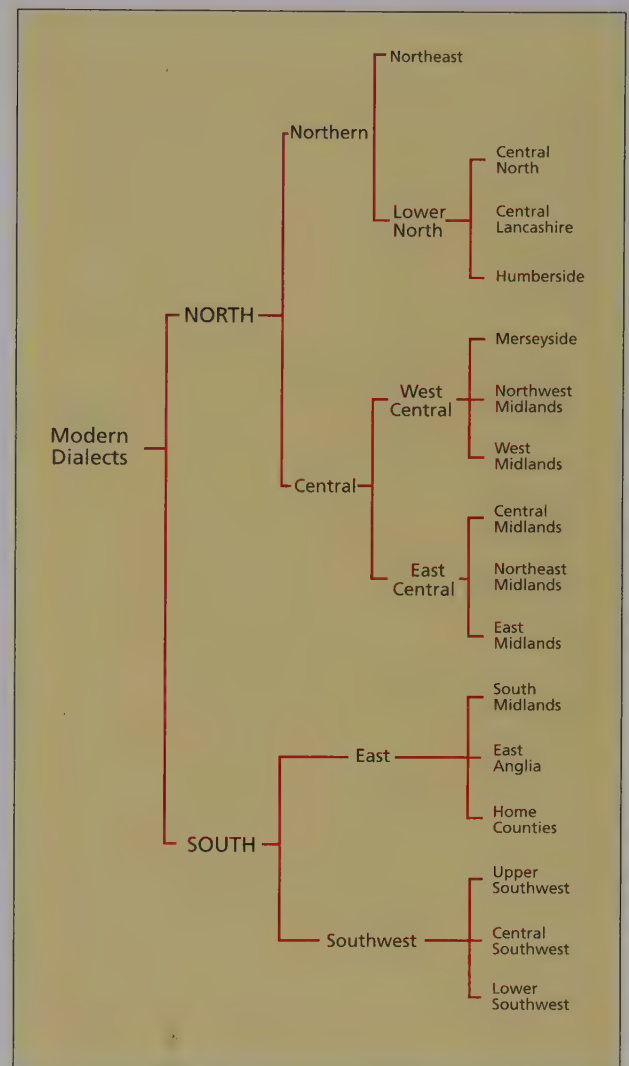 Modern
Dialects
NORTH
Northern
Northeast
Lower
North
Central
North
Central
Lancashire
Humberside
Central
West
Central
Merseyside
Northwest
Midlands
West
Midlands
East
Central
Central
Midlands
Northeast
Midlands
East
Midlands
SOUTH
East
South
Midlands
East
Anglia
Home
Counties
Southwest
Upper
Southwest
Central
Southwest
Lower
Southwest